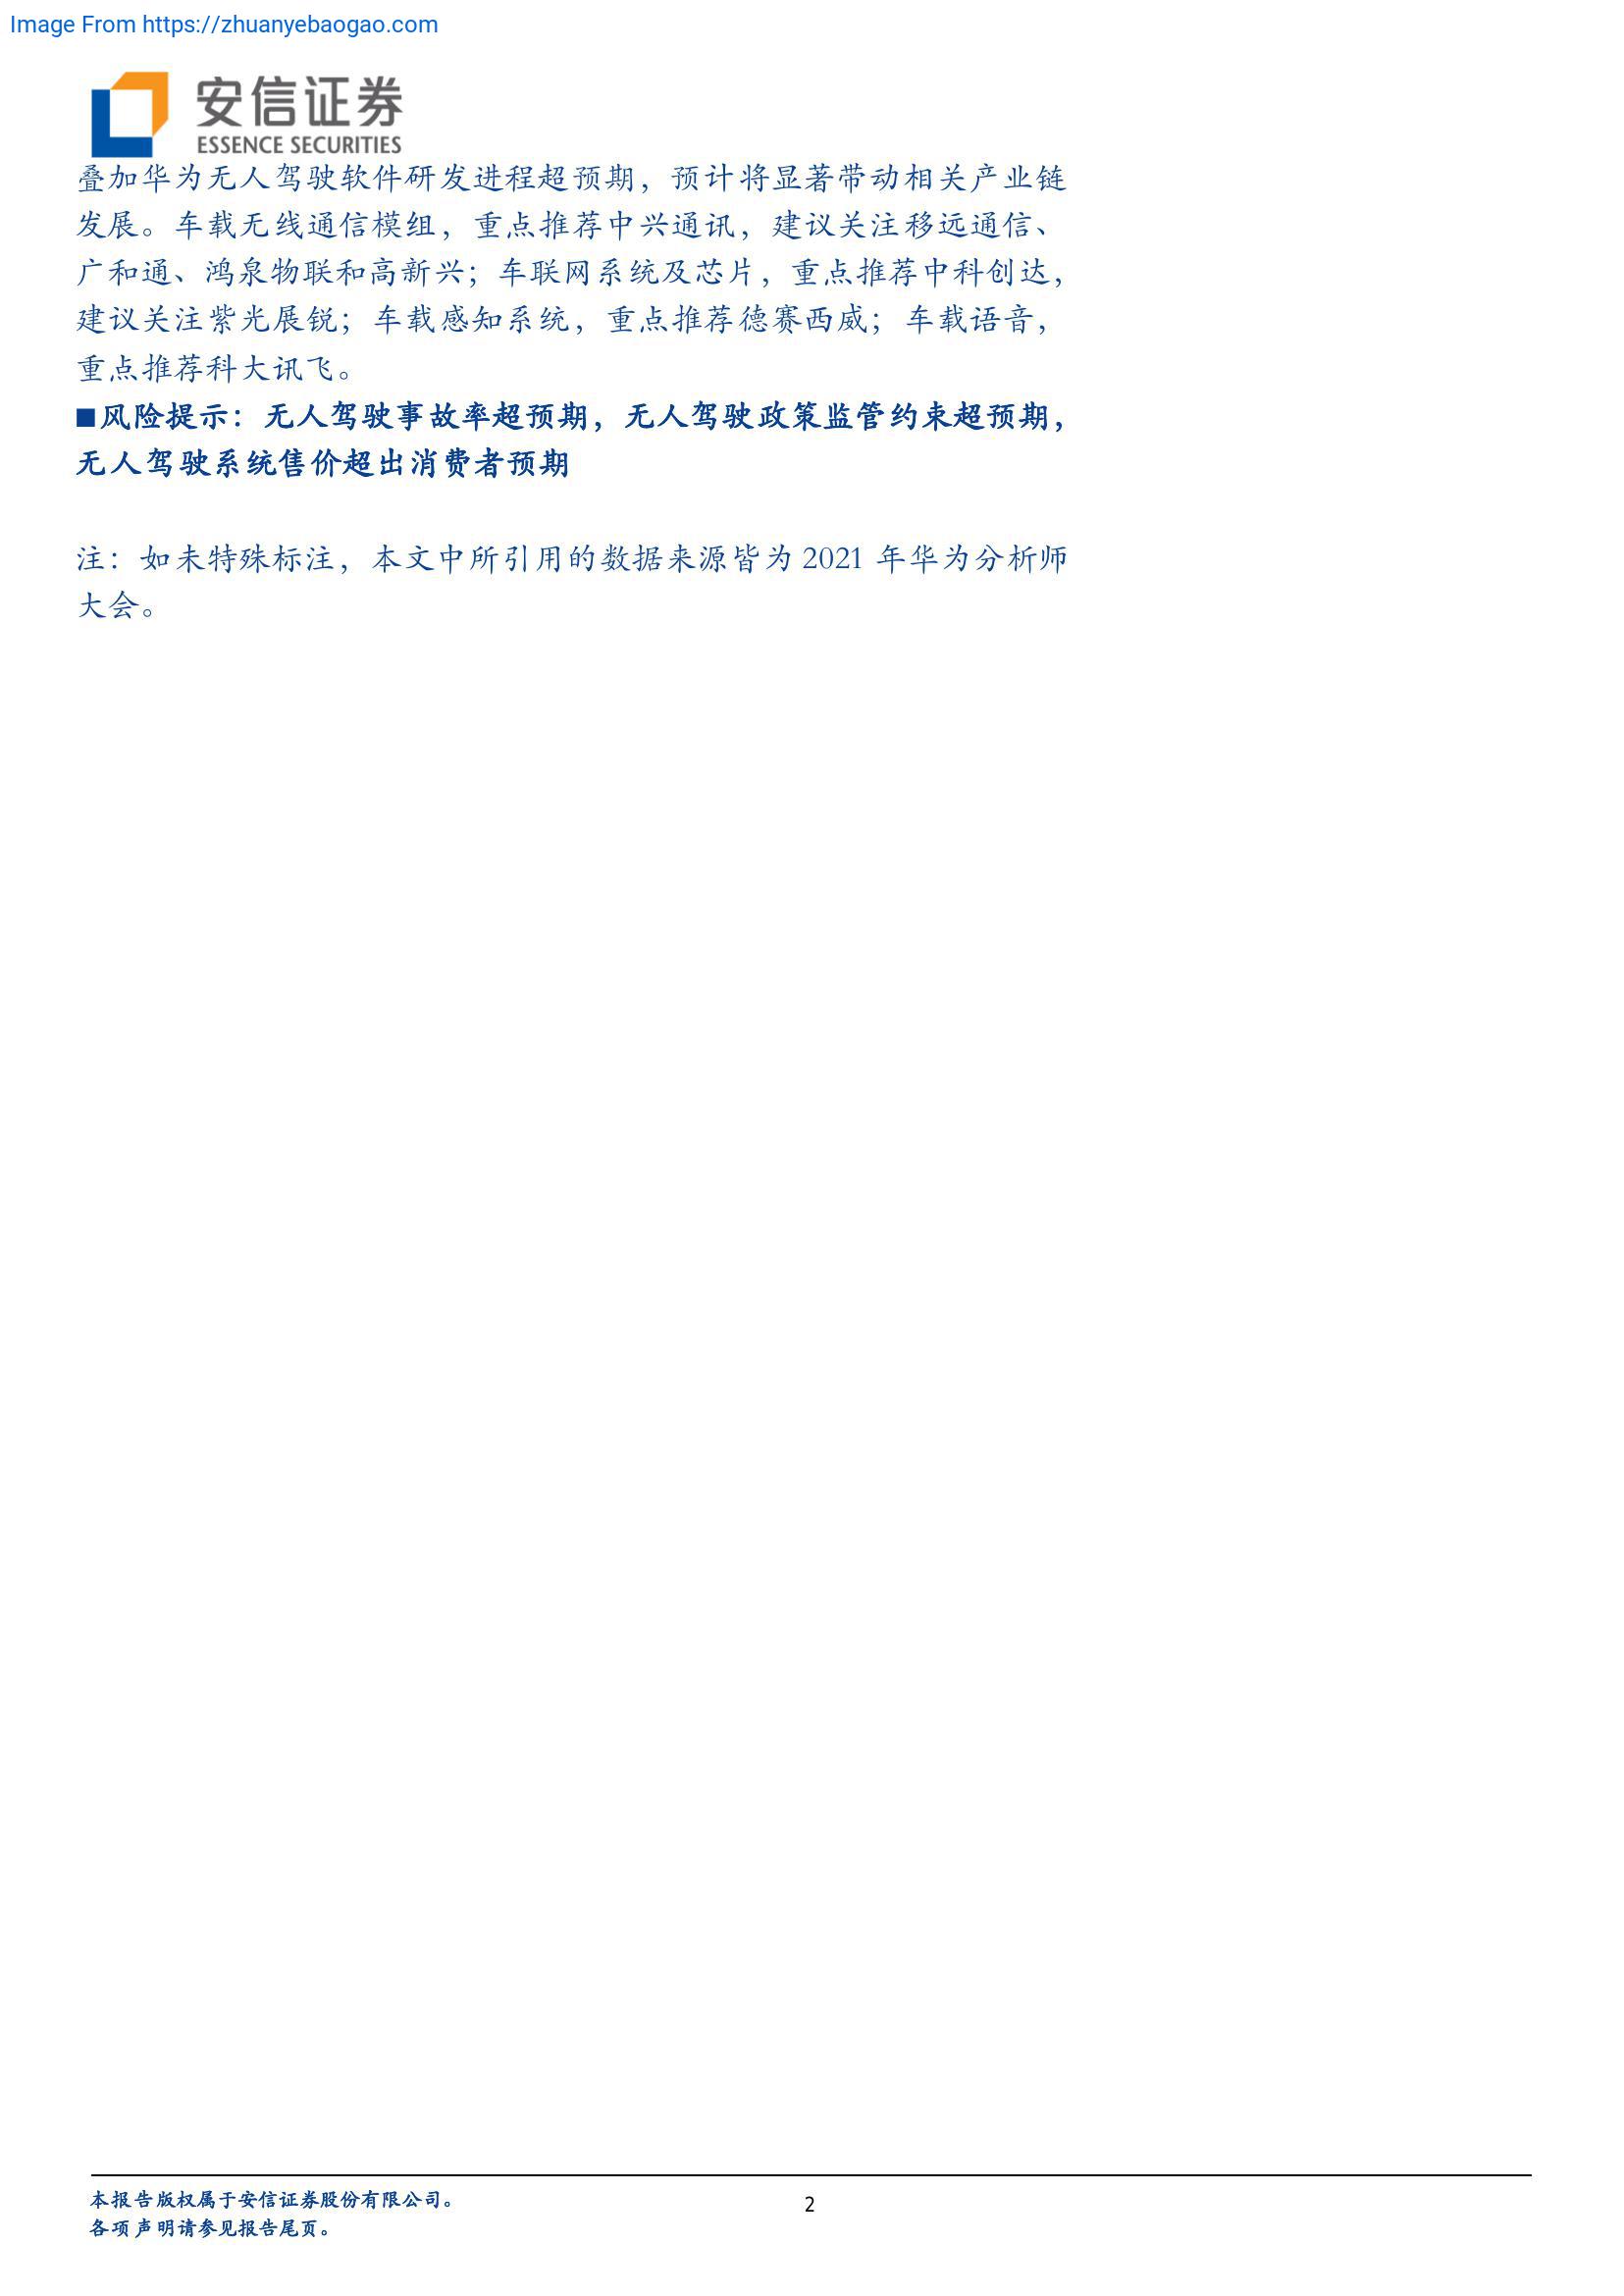 Image From https://zhuanyebaogao.com
安信证券
ESSENCE SECURITIES
叠加华为无人驾驶软件研发进程超预期，预计将显著带动相关产业链
发展。车载无线通信模组，重点推荐中兴通讯，建议关注移远通信、
广和通、鸿泉物联和高新兴；车联网系统及芯片，重点推荐中科创达，
建议关注紫光展锐；车载感知系统，重点推荐德赛西威；车载语音，
重点推荐科大讯飞。
■风险提示：无人驾驶事故率超预期，无人驾驶政策监管约束超预期，
无人驾驶系统售价超出消费者预期
注：如未特殊标注，本文中所引用的数据来源皆为 2021 年华为分析师
大会。
本报告版权属于安信证券股份有限公司。
各项声明请参见报告尾页。
2